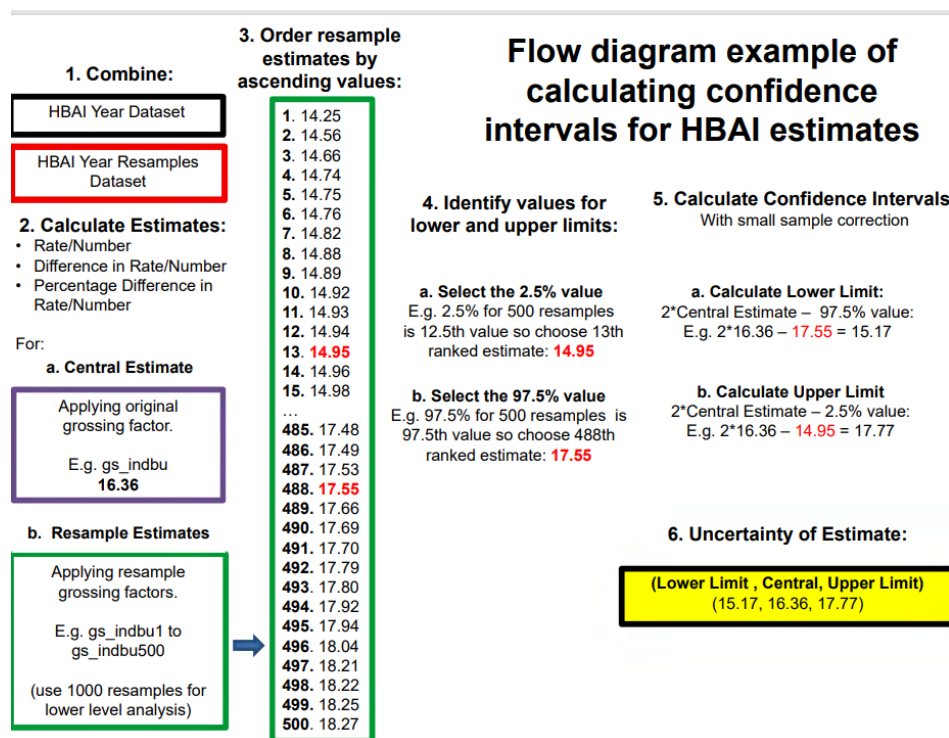 Flow diagram example of
calculating confidence
intervals for HBAI estimates
1. Combine:
HBAI Year Dataset
HBAI Year Resamples
Dataset
2. Calculate Estimates:
• Rate/Number
• Difference in Rate/Number
• Percentage Difference in
Rate/Number
For:
a. Central Estimate
Applying original
grossing factor.
E.g. gs_indbu
16.36
b. Resample Estimates
Applying resample
grossing factors.
E.g. gs_indbu1 to
gs_indbu500
(use 1000 resamples for
lower level analysis)
3. Order resample
estimates by
ascending values:
1. 14.25
2. 14.56
3. 14.66
4. 14.74
5. 14.75
6. 14.76
7. 14.82
8. 14.88
9. 14.89
10. 14.92
11. 14.93
12. 14.94
13. 14.95
14. 14.96
15. 14.98
...
485. 17.48
486. 17.49
487. 17.53
488. 17.55
489. 17.66
490. 17.69
491. 17.70
492. 17.79
493. 17.80
494. 17.92
495. 17.94
496. 18.04
497. 18.21
498. 18.22
499. 18.25
500. 18.27
4. Identify values for
lower and upper limits:
a. Select the 2.5% value
E.g. 2.5% for 500 resamples
is 12.5th value so choose 13th
ranked estimate: 14.95
b. Select the 97.5% value
E.g. 97.5% for 500 resamples is
97.5th value so choose 488th
ranked estimate: 17.55
5. Calculate Confidence Intervals
With small sample correction
a. Calculate Lower Limit:
2*Central Estimate – 97.5% value:
E.g. 2*16.36 – 17.55 = 15.17
b. Calculate Upper Limit
2*Central Estimate – 2.5% value:
E.g. 2*16.36 – 14.95 = 17.77
6. Uncertainty of Estimate:
(Lower Limit , Central, Upper Limit)
(15.17, 16.36, 17.77)